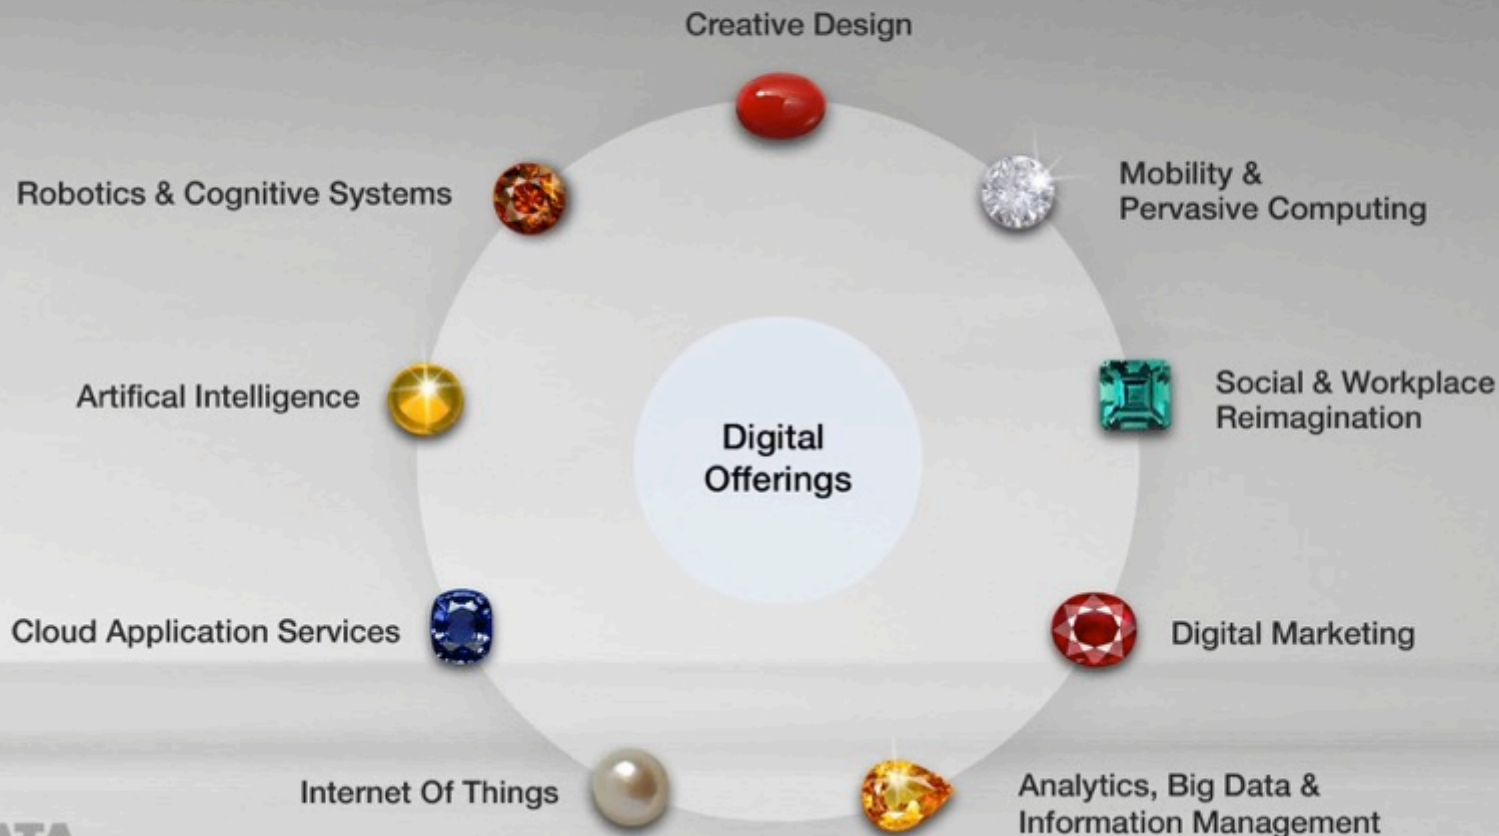 Creative Design
Robotics & Cognitive Systems
Mobility &
Pervasive Computing
Artifical Intelligence
Social & Workplace
Reimagination
Digital
Offerings
Cloud Application Services
Digital Marketing
Internet Of Things
Analytics, Big Data &
Information Management